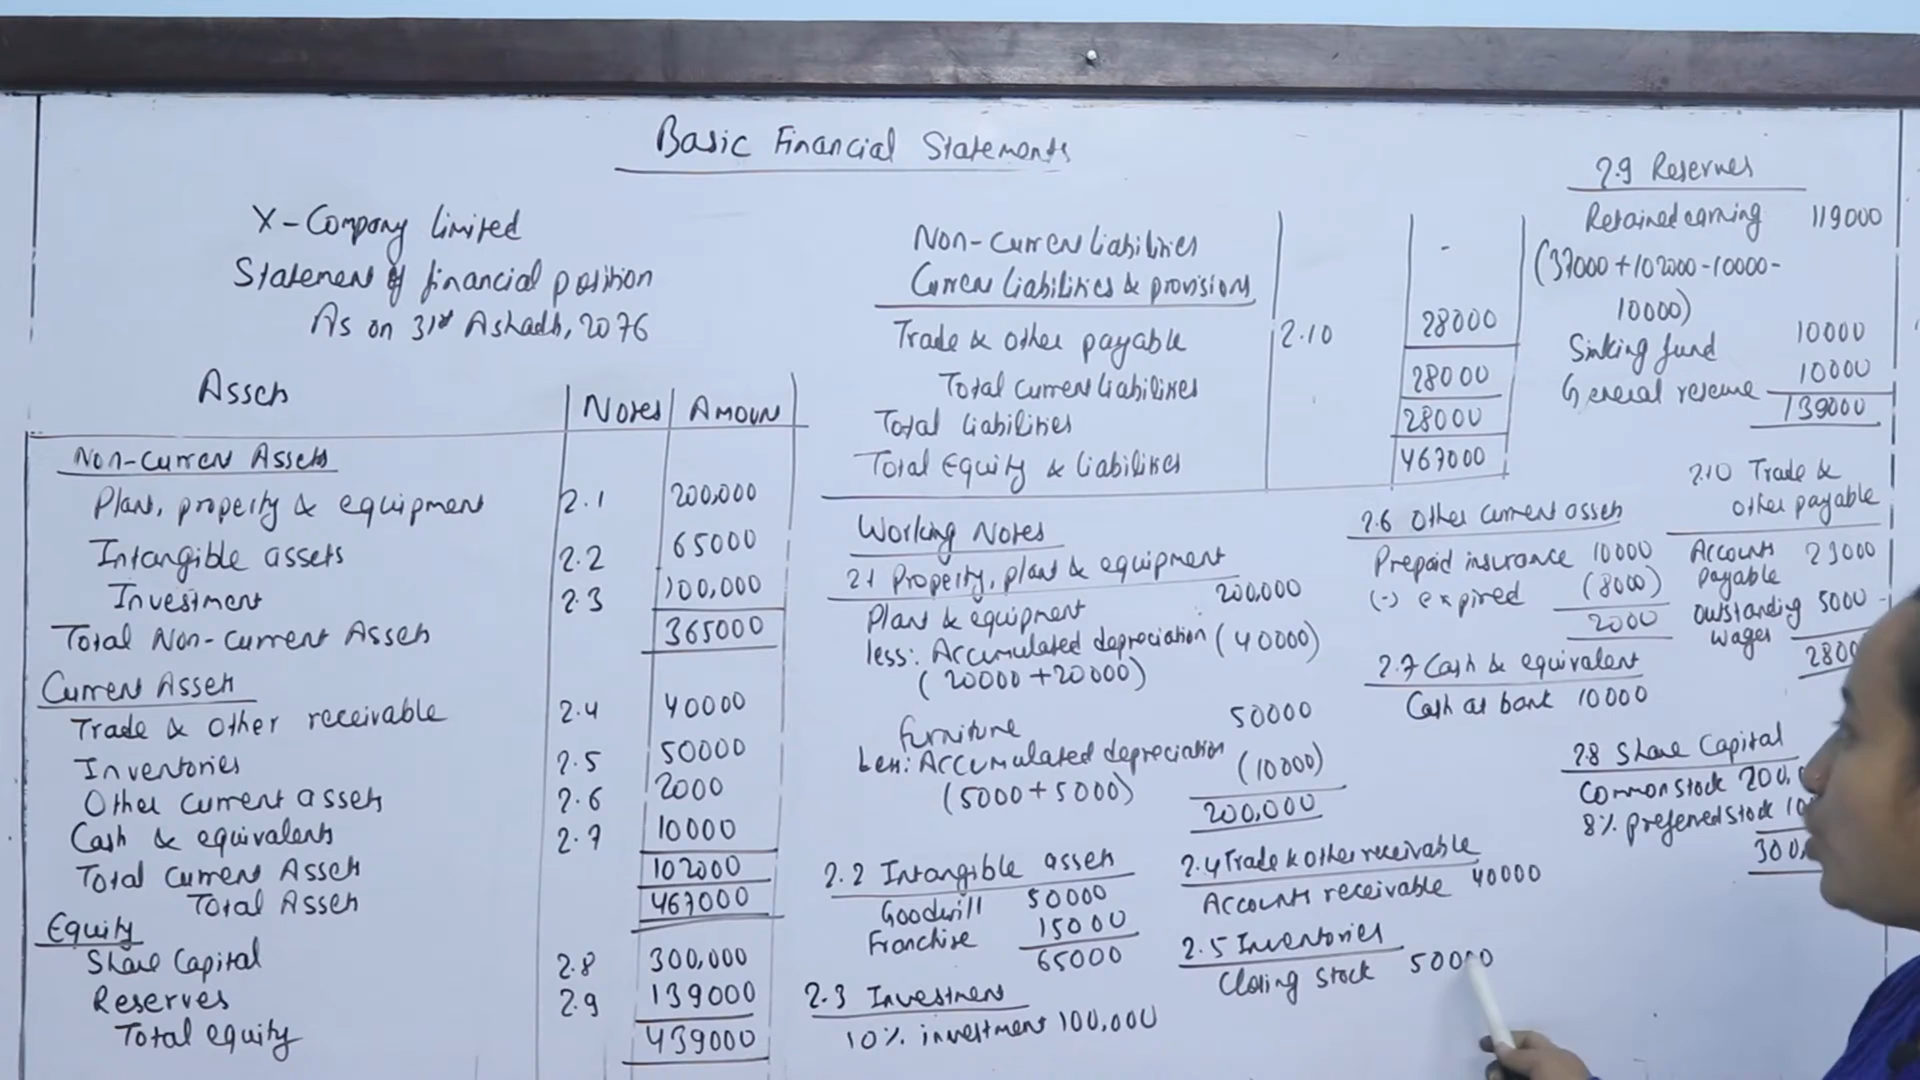 Basic Financial Statements
X-Company Limited
Statement of financial position
As on 31st Ashadh, 2076
Assets | Notes | Amount
Non-current Assets
Plant, property & equipment 2.1 200,000
Intangible assets 2.2 65000
Investment 2.3 100,000
Total Non-current Assets 365000
Current Assets
Trade & other receivable 2.4 40000
Inventories 2.5 50000
Other current assets 2.6 2000
Cash & equivalents 2.7 10000
Total current Assets 102000
Total Assets 467000
Equity
Share Capital 2.8 300,000
Reserves 2.9 139000
Total equity 439000
Non-current liabilities -
Current liabilities & provisions
Trade & other payable 2.10 28000
Total current liabilities 28000
Total liabilities 28000
Total Equity & liabilities 467000
Working Notes
2.1 Property, plant & equipment
Plant & equipment 200,000
less: Accumulated depreciation (40000)
(20000 + 20000)
furniture 50000
Less: Accumulated depreciation (10000)
(5000 + 5000)
200,000
2.2 Intangible assets
Goodwill 50000
Franchise 15000
65000
2.3 Investment
10% investment 100,000
2.4 Trade & other receivable
Accounts receivable 40000
2.5 Inventories
Closing stock 50000
2.6 Other current assets
Prepaid insurance 10000
(-) expired (8000)
2000
2.7 Cash & equivalent
Cash at bank 10000
2.8 Share Capital
Common stock 200,
8% preferred stock 10
300,
2.9 Reserves
Retained earning 119000
(37000 + 102000 - 10000 -
10000)
Sinking fund 10000
General reserve 10000
139000
2.10 Trade &
other payable
Accounts 23000
payable
outstanding 5000
wages
2800